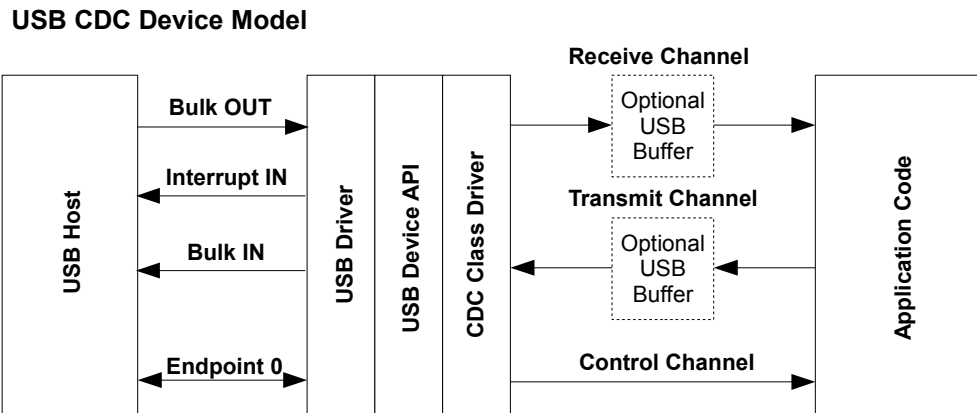 USB CDC Device Model
Receive Channel
Bulk OUT
Optional
USB
Buffer
Interrupt IN
Transmit Channel
Bulk IN
Optional
USB
Buffer
Endpoint 0
Control Channel
USB Host
USB Driver
USB Device API
CDC Class Driver
Application Code